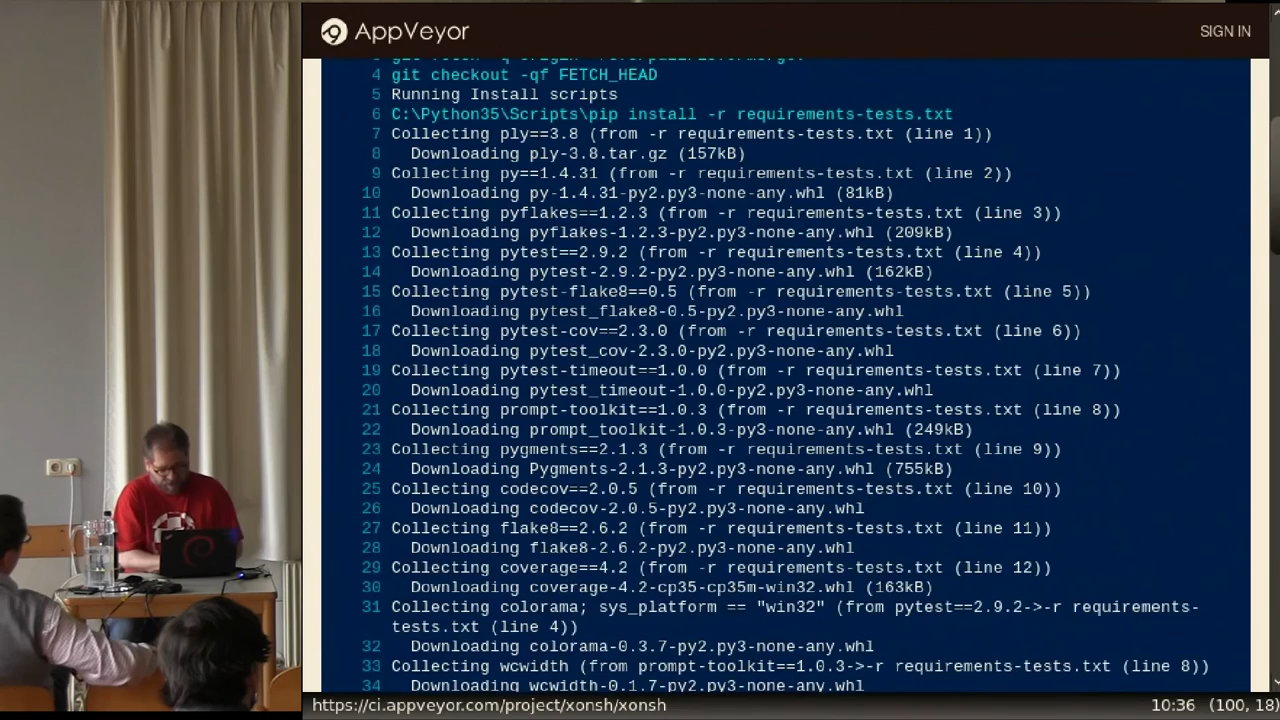 AppVeyor
SIGN IN
4 git checkout -qf FETCH_HEAD
5 Running Install scripts
6 C:\Python35\Scripts\pip install -r requirements-tests.txt
7 Collecting ply==3.8 (from -r requirements-tests.txt (line 1))
8 Downloading ply-3.8.tar.gz (157kB)
9 Collecting py==1.4.31 (from -r requirements-tests.txt (line 2))
10 Downloading py-1.4.31-py2.py3-none-any.whl (81kB)
11 Collecting pyflakes==1.2.3 (from -r requirements-tests.txt (line 3))
12 Downloading pyflakes-1.2.3-py2.py3-none-any.whl (209kB)
13 Collecting pytest==2.9.2 (from -r requirements-tests.txt (line 4))
14 Downloading pytest-2.9.2-py2.py3-none-any.whl (162kB)
15 Collecting pytest-flake8==0.5 (from -r requirements-tests.txt (line 5))
16 Downloading pytest_flake8-0.5-py2.py3-none-any.whl
17 Collecting pytest-cov==2.3.0 (from -r requirements-tests.txt (line 6))
18 Downloading pytest_cov-2.3.0-py2.py3-none-any.whl
19 Collecting pytest-timeout==1.0.0 (from -r requirements-tests.txt (line 7))
20 Downloading pytest_timeout-1.0.0-py2.py3-none-any.whl
21 Collecting prompt-toolkit==1.0.3 (from -r requirements-tests.txt (line 8))
22 Downloading prompt_toolkit-1.0.3-py3-none-any.whl (249kB)
23 Collecting pygments==2.1.3 (from -r requirements-tests.txt (line 9))
24 Downloading Pygments-2.1.3-py2.py3-none-any.whl (755kB)
25 Collecting codecov==2.0.5 (from -r requirements-tests.txt (line 10))
26 Downloading codecov-2.0.5-py2.py3-none-any.whl
27 Collecting flake8==2.6.2 (from -r requirements-tests.txt (line 11))
28 Downloading flake8-2.6.2-py2.py3-none-any.whl
29 Collecting coverage==4.2 (from -r requirements-tests.txt (line 12))
30 Downloading coverage-4.2-cp35-cp35m-win32.whl (163kB)
31 Collecting colorama; sys_platform == "win32" (from pytest==2.9.2->-r requirements-
tests.txt (line 4))
32 Downloading colorama-0.3.7-py2.py3-none-any.whl
33 Collecting wcwidth (from prompt-toolkit==1.0.3->-r requirements-tests.txt (line 8))
34 Downloading wcwidth-0.1.7-py2.py3-none-any.whl
https://ci.appveyor.com/project/xonsh/xonsh
10:36 (100, 18)